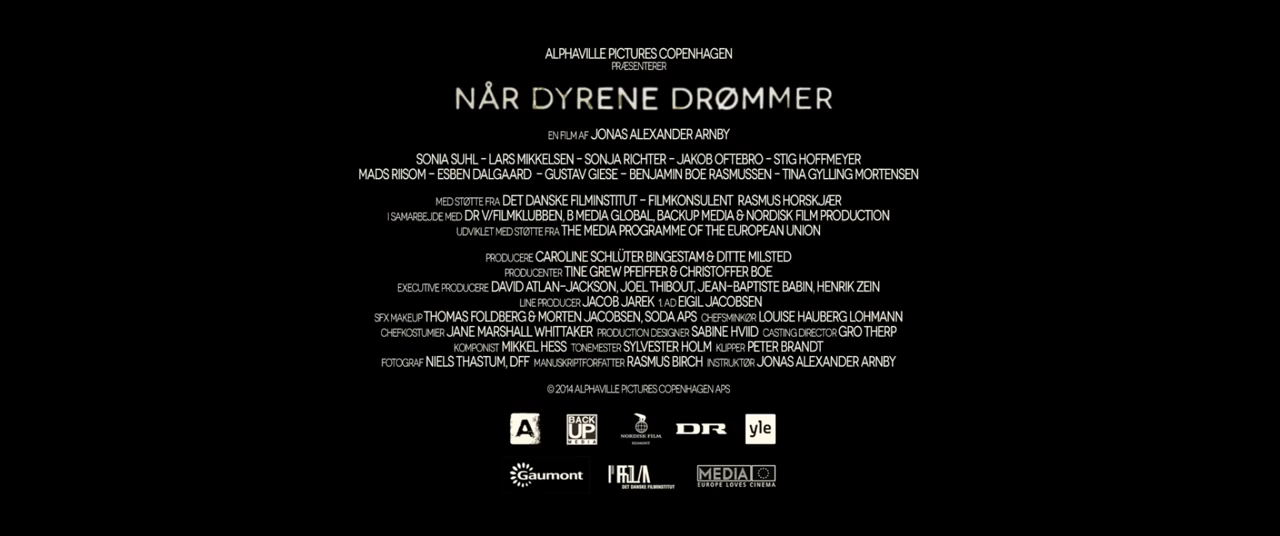 ALPHAVILLE PICTURES COPENHAGEN
PRÆSENTERER
NÅR DYRENE DRØMMER
EN FILM AF JONAS ALEXANDER ARNBY
SONIA SUHL – LARS MIKKELSEN – SONJA RICHTER – JAKOB OFTEBRO – STIG HOFFMEYER
MADS RIISOM – ESBEN DALGAARD – GUSTAV GIESE – BENJAMIN BOE RASMUSSEN – TINA GYLLING MORTENSEN
MED STØTTE FRA DET DANSKE FILMINSTITUT – FILMKONSULENT RASMUS HORSKJÆR
I SAMARBEJDE MED DR V/FILMKLUBBEN, B MEDIA GLOBAL, BACKUP MEDIA & NORDISK FILM PRODUCTION
UDVIKLET MED STØTTE FRA THE MEDIA PROGRAMME OF THE EUROPEAN UNION
PRODUCERE CAROLINE SCHLÜTER BINGESTAM & DITTE MILSTED
PRODUCENTER TINE GREW PFEIFFER & CHRISTOFFER BOE
EXECUTIVE PRODUCERE DAVID ATLAN-JACKSON, JOEL THIBOUT, JEAN-BAPTISTE BABIN, HENRIK ZEIN
LINE PRODUCER JACOB JAREK 1. AD EIGIL JACOBSEN
SFX MAKEUP THOMAS FOLDBERG & MORTEN JACOBSEN, SODA APS CHEFSMINKØR LOUISE HAUBERG LOHMANN
CHEFKOSTUMIER JANE MARSHALL WHITTAKER PRODUCTION DESIGNER SABINE HVIID CASTING DIRECTOR GRO THERP
KOMPONIST MIKKEL HESS TONEMESTER SYLVESTER HOLM KLIPPER PETER BRANDT
FOTOGRAF NIELS THASTUM, DFF MANUSKRIPTFORFATTER RASMUS BIRCH INSTRUKTØR JONAS ALEXANDER ARNBY
© 2014 ALPHAVILLE PICTURES COPENHAGEN APS
A
BACK UP MEDIA
NORDISK FILM
EGMONT
DR
yle
Gaumont
DET DANSKE FILMINSTITUT
MEDIA
EUROPE LOVES CINEMA